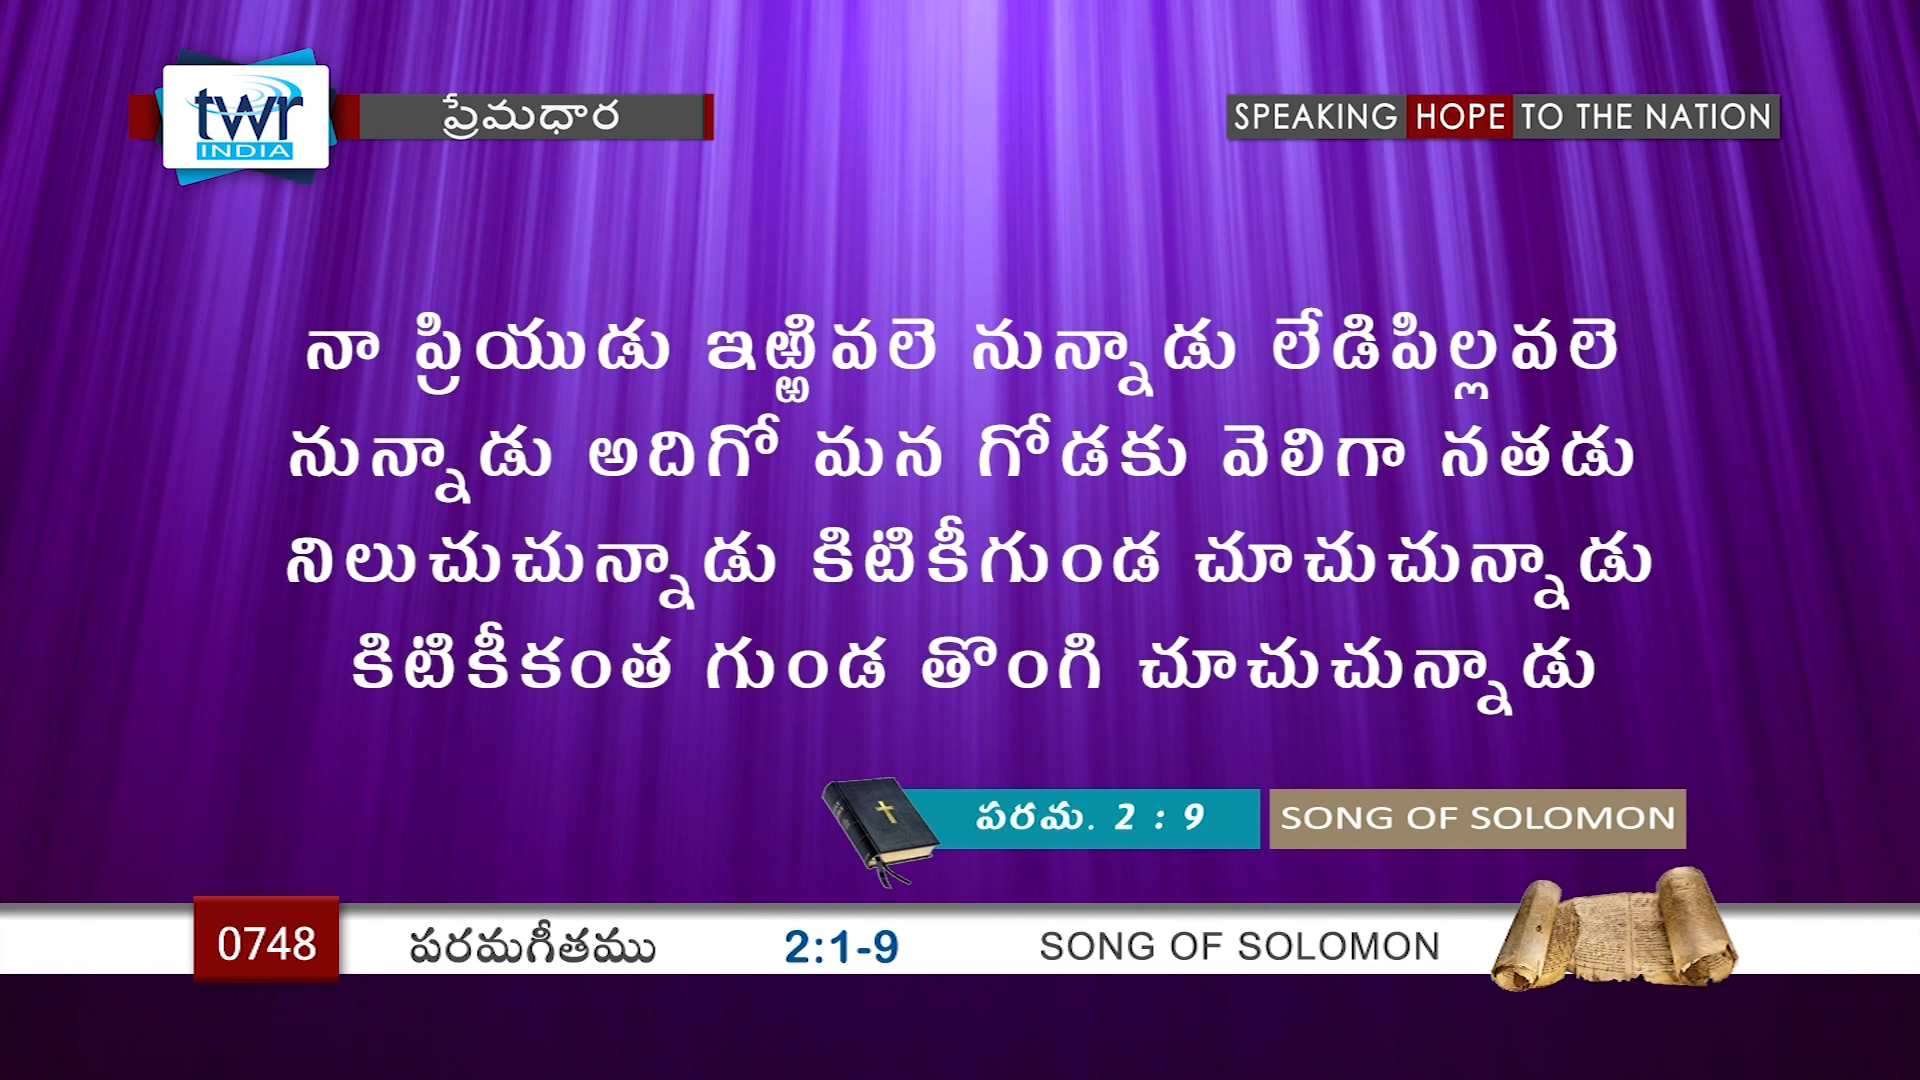 twr
INDIA
ప్రేమధార
SPEAKING HOPE TO THE NATION
నా ప్రియుడు ఇఱ్ఱివలె నున్నాడు లేడిపిల్లవలె
నున్నాడు అదిగో మన గోడకు వెలిగా నతడు
నిలుచుచున్నాడు కిటికీగుండ చూచుచున్నాడు
కిటికీకంత గుండ తొంగి చూచుచున్నాడు
పరమ. 2 : 9
SONG OF SOLOMON
0748 పరమగీతము 2:1-9 SONG OF SOLOMON